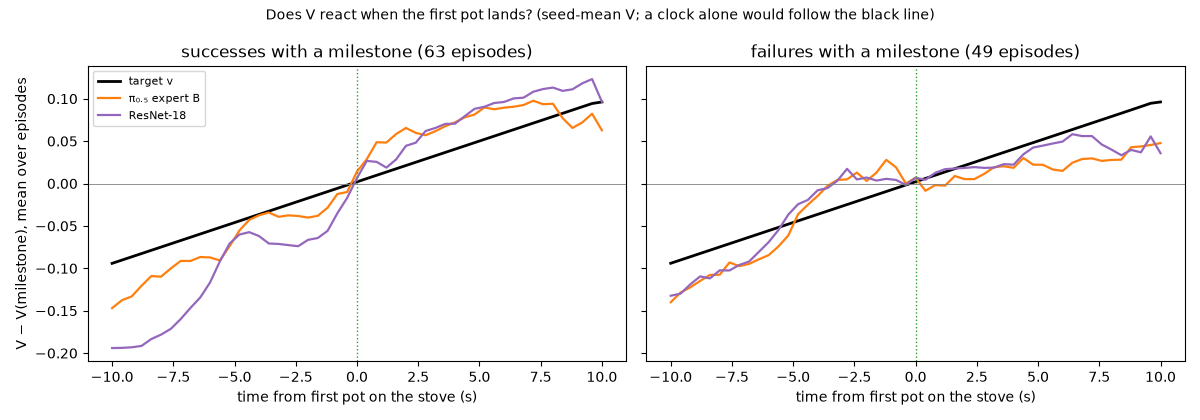 Does V react when the first pot lands? (seed-mean V; a clock alone would follow the black line)
successes with a milestone (63 episodes)
failures with a milestone (49 episodes)
V − V(milestone), mean over episodes
0.10
0.05
0.00
−0.05
−0.10
−0.15
−0.20
target v
π₀.₅ expert B
ResNet-18
−10.0 −7.5 −5.0 −2.5 0.0 2.5 5.0 7.5 10.0
−10.0 −7.5 −5.0 −2.5 0.0 2.5 5.0 7.5 10.0
time from first pot on the stove (s)
time from first pot on the stove (s)